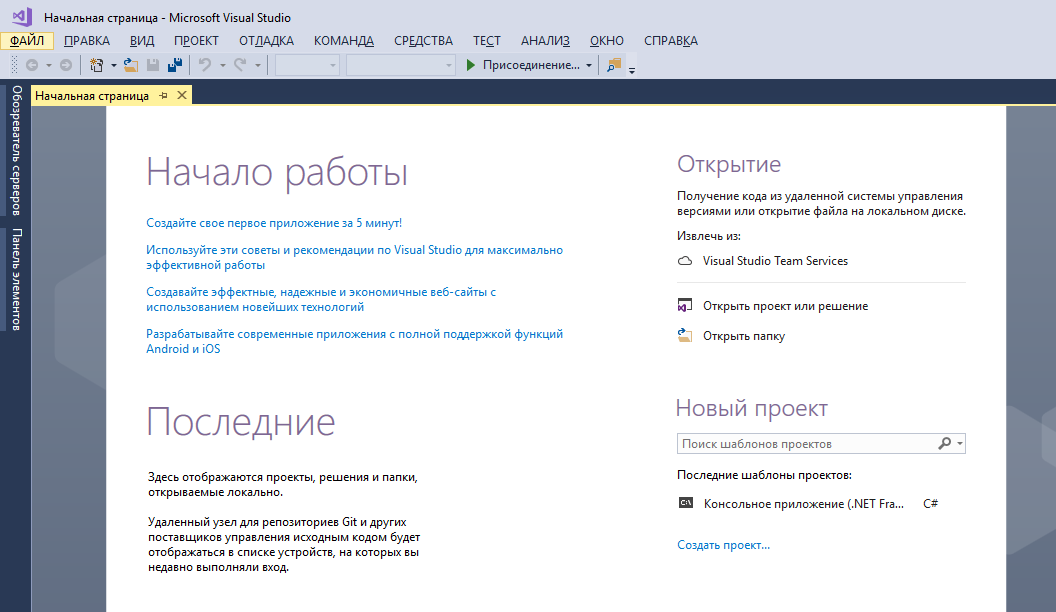 Начальная страница - Microsoft Visual Studio
ФАЙЛ ПРАВКА ВИД ПРОЕКТ ОТЛАДКА КОМАНДА СРЕДСТВА ТЕСТ АНАЛИЗ ОКНО СПРАВКА
Присоединение...
Обозреватель серверов
Панель элементов
Начальная страница
Начало работы
Создайте свое первое приложение за 5 минут!
Используйте эти советы и рекомендации по Visual Studio для максимально
эффективной работы
Создавайте эффектные, надежные и экономичные веб-сайты с
использованием новейших технологий
Разрабатывайте современные приложения с полной поддержкой функций
Android и iOS
Последние
Здесь отображаются проекты, решения и папки,
открываемые локально.
Удаленный узел для репозиториев Git и других
поставщиков управления исходным кодом будет
отображаться в списке устройств, на которых вы
недавно выполняли вход.
Открытие
Получение кода из удаленной системы управления
версиями или открытие файла на локальном диске.
Извлечь из:
Visual Studio Team Services
Открыть проект или решение
Открыть папку
Новый проект
Поиск шаблонов проектов
Последние шаблоны проектов:
Консольное приложение (.NET Fra... C#
Создать проект...